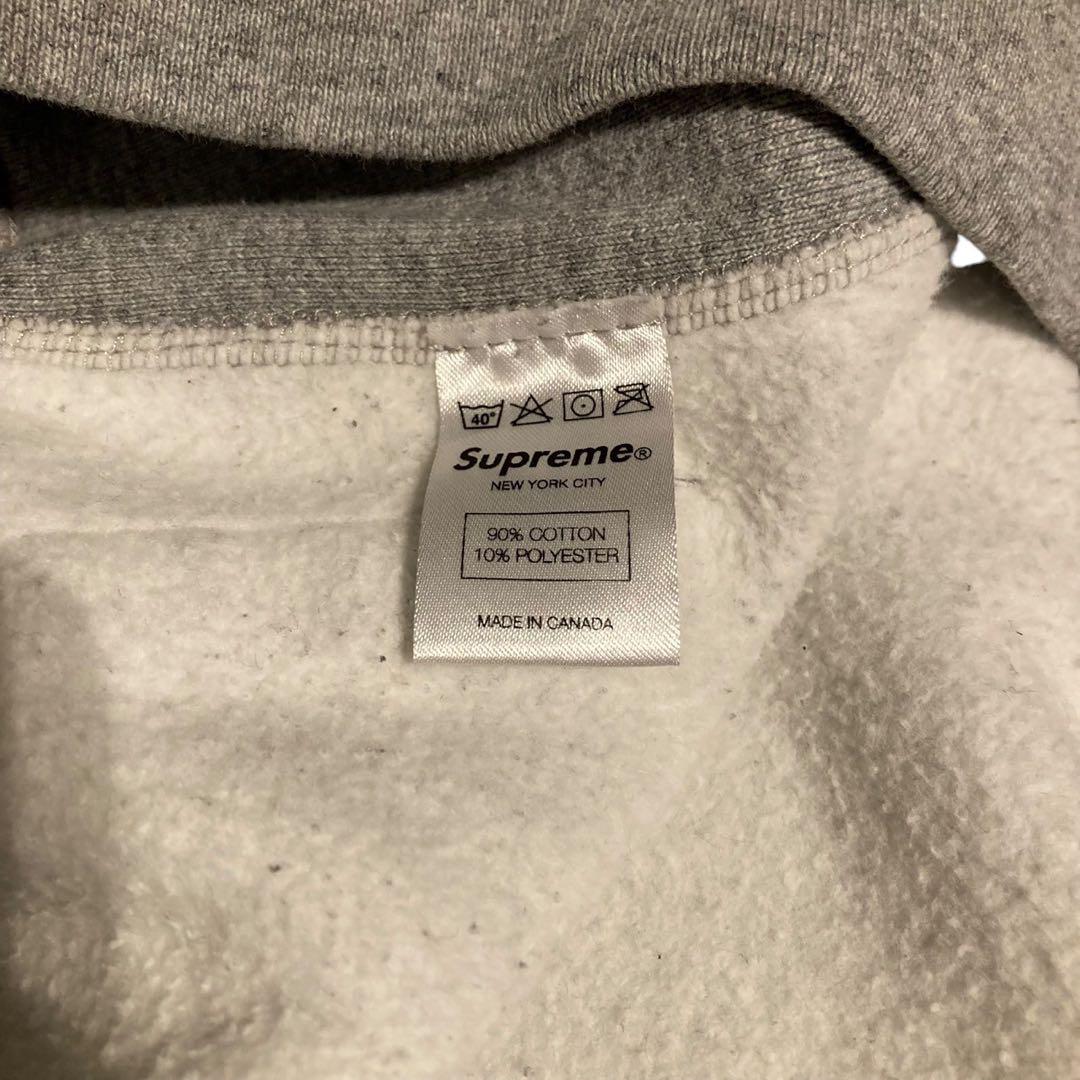 40°
Supreme®
NEW YORK CITY
90% COTTON
10% POLYESTER
MADE IN CANADA